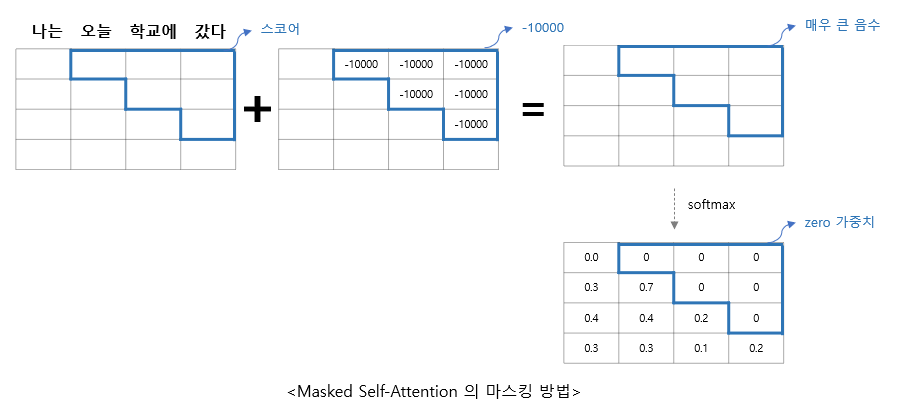 나는 오늘 학교에 갔다
스코어
-10000
매우 큰 음수
-10000 -10000 -10000
-10000 -10000
-10000
+
=
softmax
zero 가중치
0.0 0 0 0
0.3 0.7 0 0
0.4 0.4 0.2 0
0.3 0.3 0.1 0.2
<Masked Self-Attention 의 마스킹 방법>